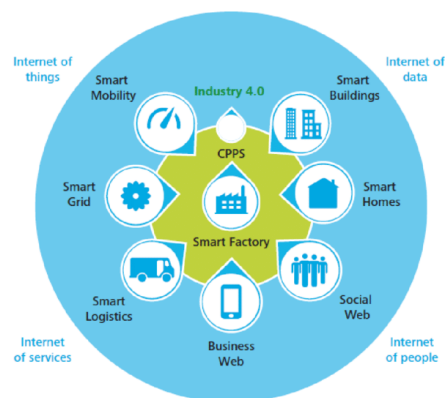 Internet of
things
Internet of
data
Smart
Mobility
Industry 4.0
Smart
Buildings
CPPS
Smart
Grid
Smart
Homes
Smart Factory
Smart
Logistics
Social
Web
Business
Web
Internet
of services
Internet
of people